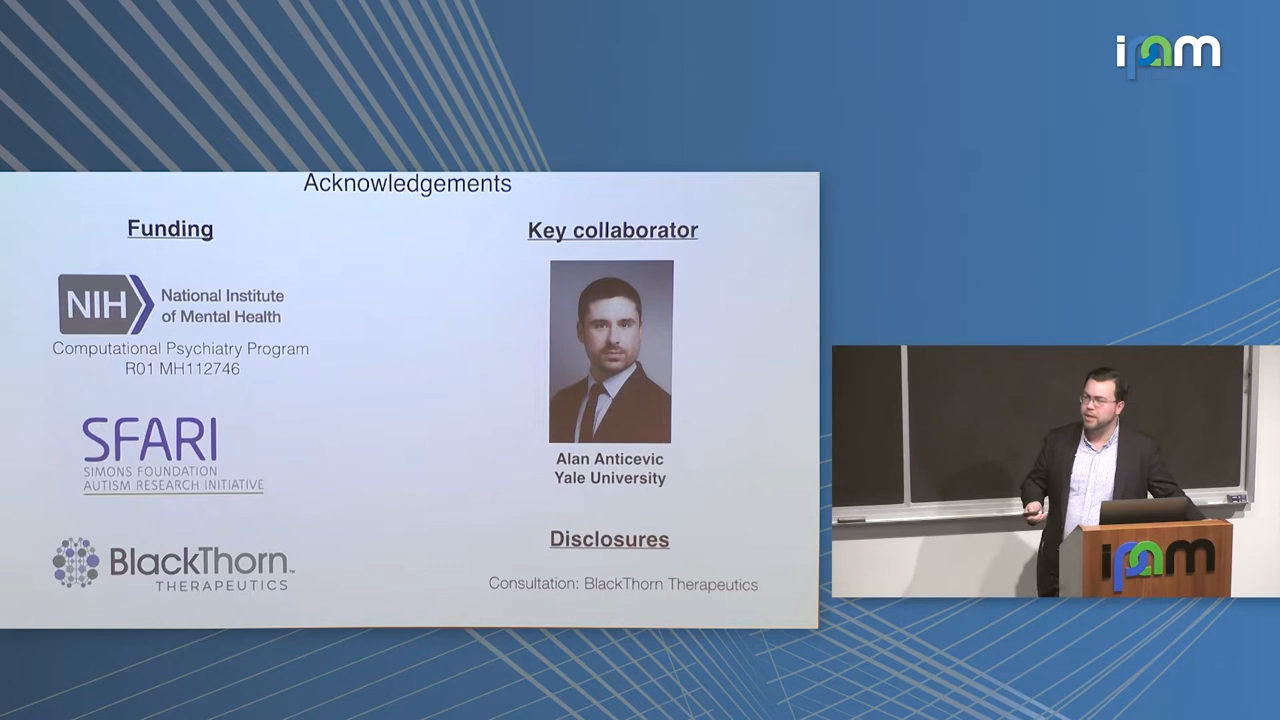 ipam
Acknowledgements
Funding
NIH
National Institute
of Mental Health
Computational Psychiatry Program
R01 MH112746
SFARI
SIMONS FOUNDATION
AUTISM RESEARCH INITIATIVE
BlackThorn
THERAPEUTICS
Key collaborator
Alan Anticevic
Yale University
Disclosures
Consultation: BlackThorn Therapeutics
ipam